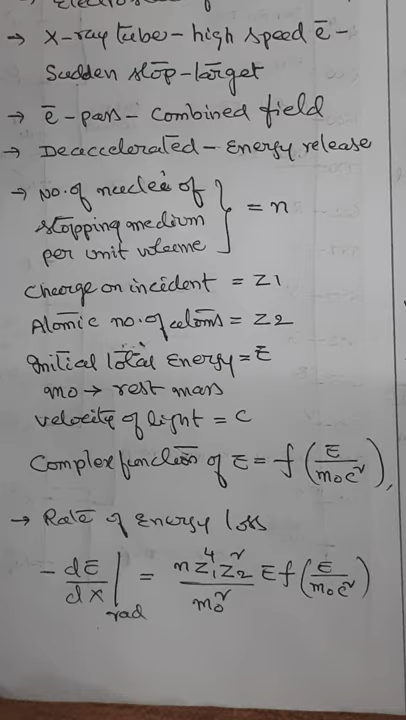 → X-ray tube - high speed ē -
Sudden stop - target
→ ē - pass - Combined field
→ Deaccelerated - Energy release
→ No. of nuclei of
stopping medium
per unit volume } = n
Charge on incident = Z1
Atomic no. of atoms = Z2
Initial total Energy = E
m0 → rest mass
velocity of light = C
Complex function of E = f(E/m0c²),
→ Rate of Energy loss
-dE/dx|rad = nZ1⁴Z2²/m0² E f(E/m0c²)